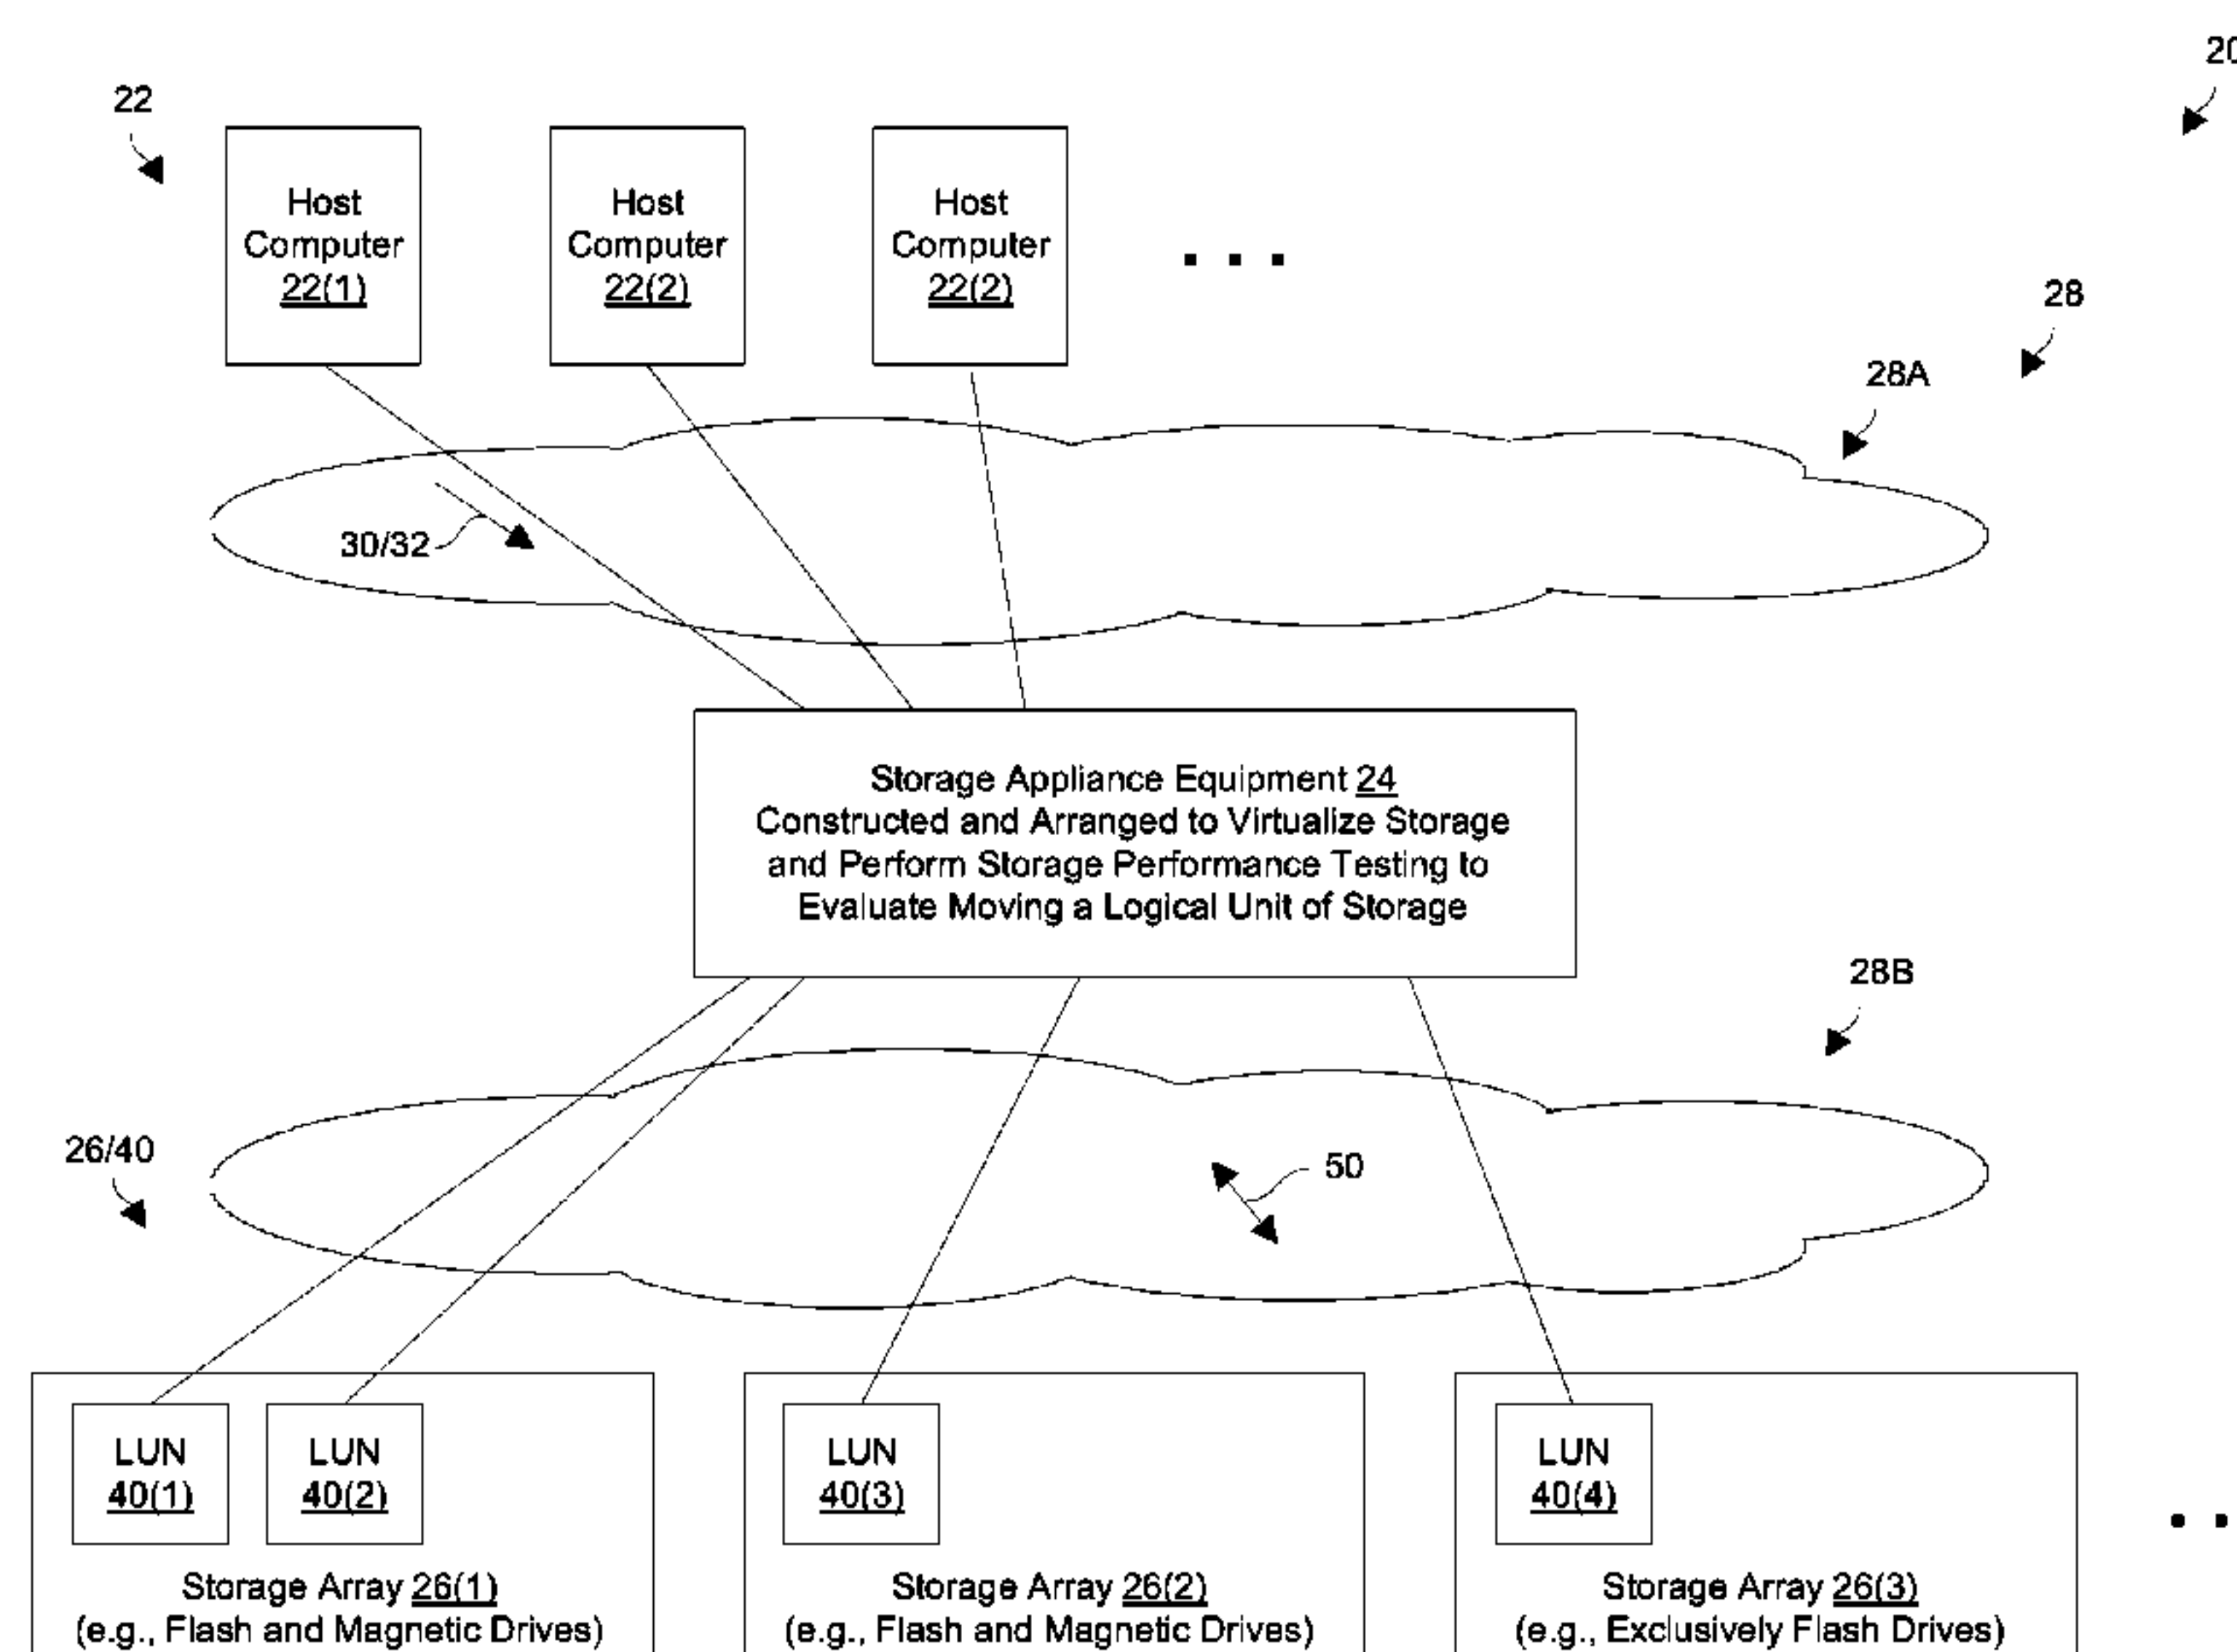 20
22
Host
Computer
22(1)
Host
Computer
22(2)
Host
Computer
22(2)
. . .
28
28A
30/32
Storage Appliance Equipment 24
Constructed and Arranged to Virtualize Storage
and Perform Storage Performance Testing to
Evaluate Moving a Logical Unit of Storage
28B
26/40
50
LUN
40(1)
LUN
40(2)
Storage Array 26(1)
(e.g., Flash and Magnetic Drives)
LUN
40(3)
Storage Array 26(2)
(e.g., Flash and Magnetic Drives)
LUN
40(4)
Storage Array 26(3)
(e.g., Exclusively Flash Drives)
. .